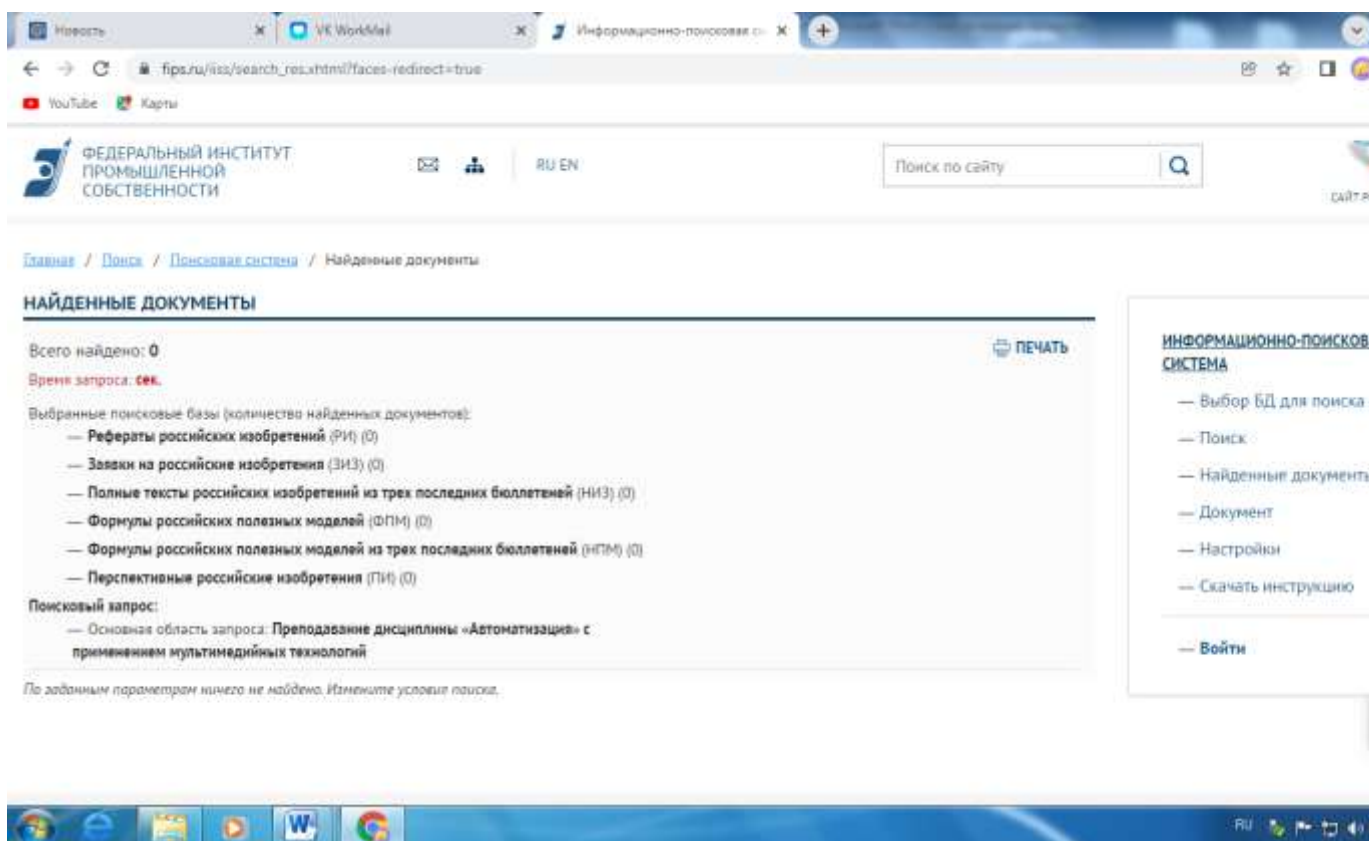 Новость
VK WorkMail
Информационно-поисковая с
fips.ru/iiss/search_res.xhtml?faces-redirect=true
YouTube
Карты
ФЕДЕРАЛЬНЫЙ ИНСТИТУТ
ПРОМЫШЛЕННОЙ
СОБСТВЕННОСТИ
RU EN
Поиск по сайту
САЙТ Р
Главная / Поиск / Поисковая система / Найденные документы
НАЙДЕННЫЕ ДОКУМЕНТЫ
Всего найдено: 0
ПЕЧАТЬ
Время запроса: сек.
Выбранные поисковые базы (количество найденных документов):
— Рефераты российских изобретений (РИ) (0)
— Заявки на российские изобретения (ЗИЗ) (0)
— Полные тексты российских изобретений из трех последних бюллетеней (НИЗ) (0)
— Формулы российских полезных моделей (ФПМ) (0)
— Формулы российских полезных моделей из трех последних бюллетеней (НПМ) (0)
— Перспективные российские изобретения (ПИ) (0)
Поисковый запрос:
— Основная область запроса: Преподавание дисциплины «Автоматизация» с
применением мультимедийных технологий
По заданным параметрам ничего не найдено. Измените условия поиска.
ИНФОРМАЦИОННО-ПОИСКОВ
СИСТЕМА
— Выбор БД для поиска
— Поиск
— Найденные документы
— Документ
— Настройки
— Скачать инструкцию
— Войти
RU